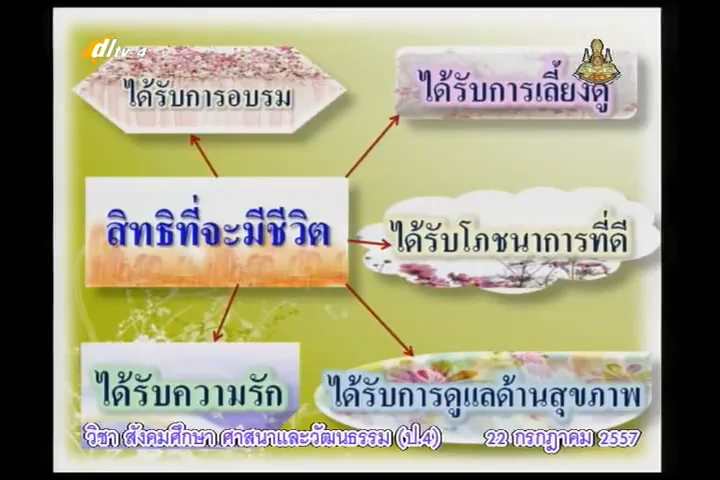 dltv 4
ได้รับการอบรม
ได้รับการเลี้ยงดู
สิทธิที่จะมีชีวิต
ได้รับโภชนาการที่ดี
ได้รับความรัก
ได้รับการดูแลด้านสุขภาพ
วิชา สังคมศึกษา ศาสนาและวัฒนธรรม (ป.4) 22 กรกฎาคม 2557